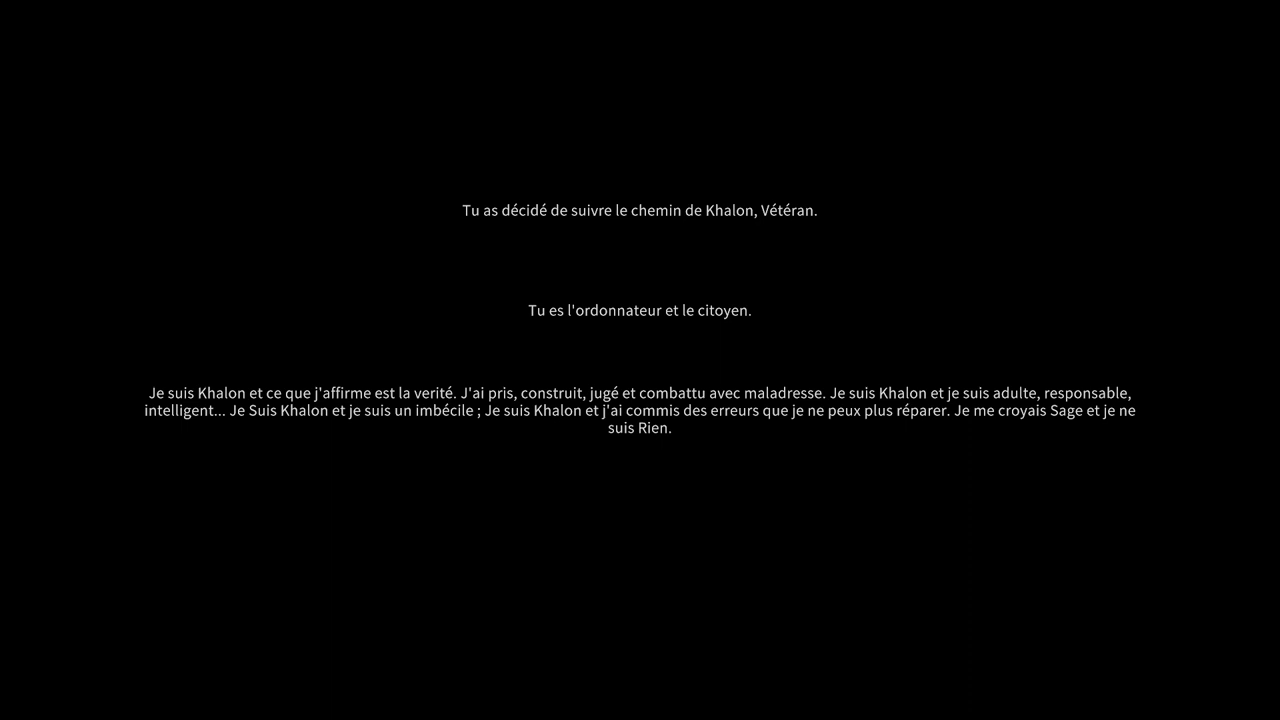 Tu as décidé de suivre le chemin de Khalon, Vétéran.
Tu es l'ordonnateur et le citoyen.
Je suis Khalon et ce que j'affirme est la verité. J'ai pris, construit, jugé et combattu avec maladresse. Je suis Khalon et je suis adulte, responsable,
intelligent... Je Suis Khalon et je suis un imbécile ; Je suis Khalon et j'ai commis des erreurs que je ne peux plus réparer. Je me croyais Sage et je ne
suis Rien.